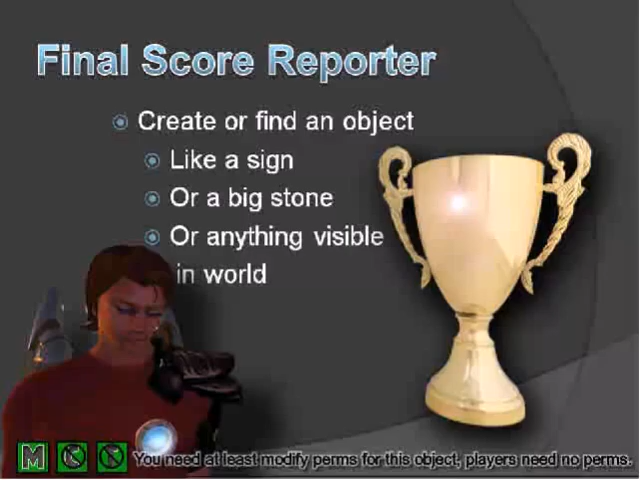 Final Score Reporter
Create or find an object
Like a sign
Or a big stone
Or anything visible
in world
M C T You need at least modify perms for this object, players need no perms.